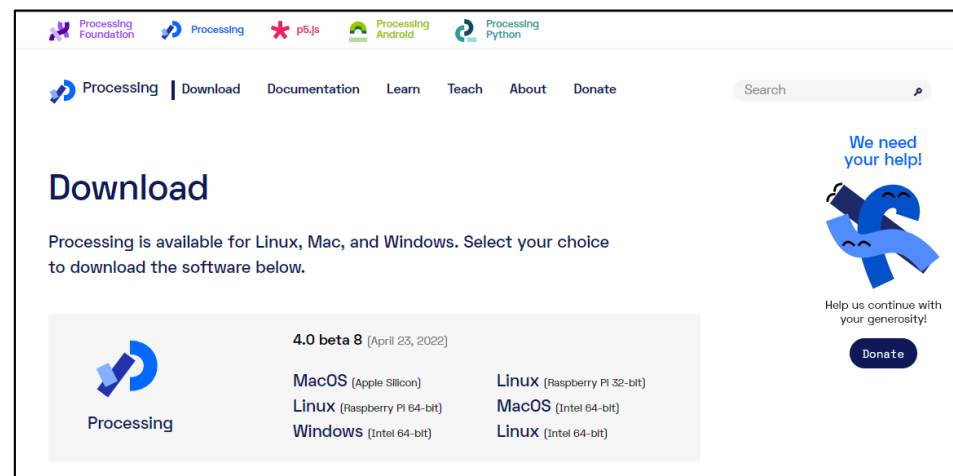 Processing Foundation
Processing
p5.js
Processing Android
Processing Python
Processing
Download
Documentation
Learn
Teach
About
Donate
Search
We need
your help!
Download
Processing is available for Linux, Mac, and Windows. Select your choice
to download the software below.
Help us continue with
your generosity!
Donate
Processing
4.0 beta 8 (April 23, 2022)
MacOS (Apple Silicon)
Linux (Raspberry Pi 64-bit)
Windows (Intel 64-bit)
Linux (Raspberry Pi 32-bit)
MacOS (Intel 64-bit)
Linux (Intel 64-bit)